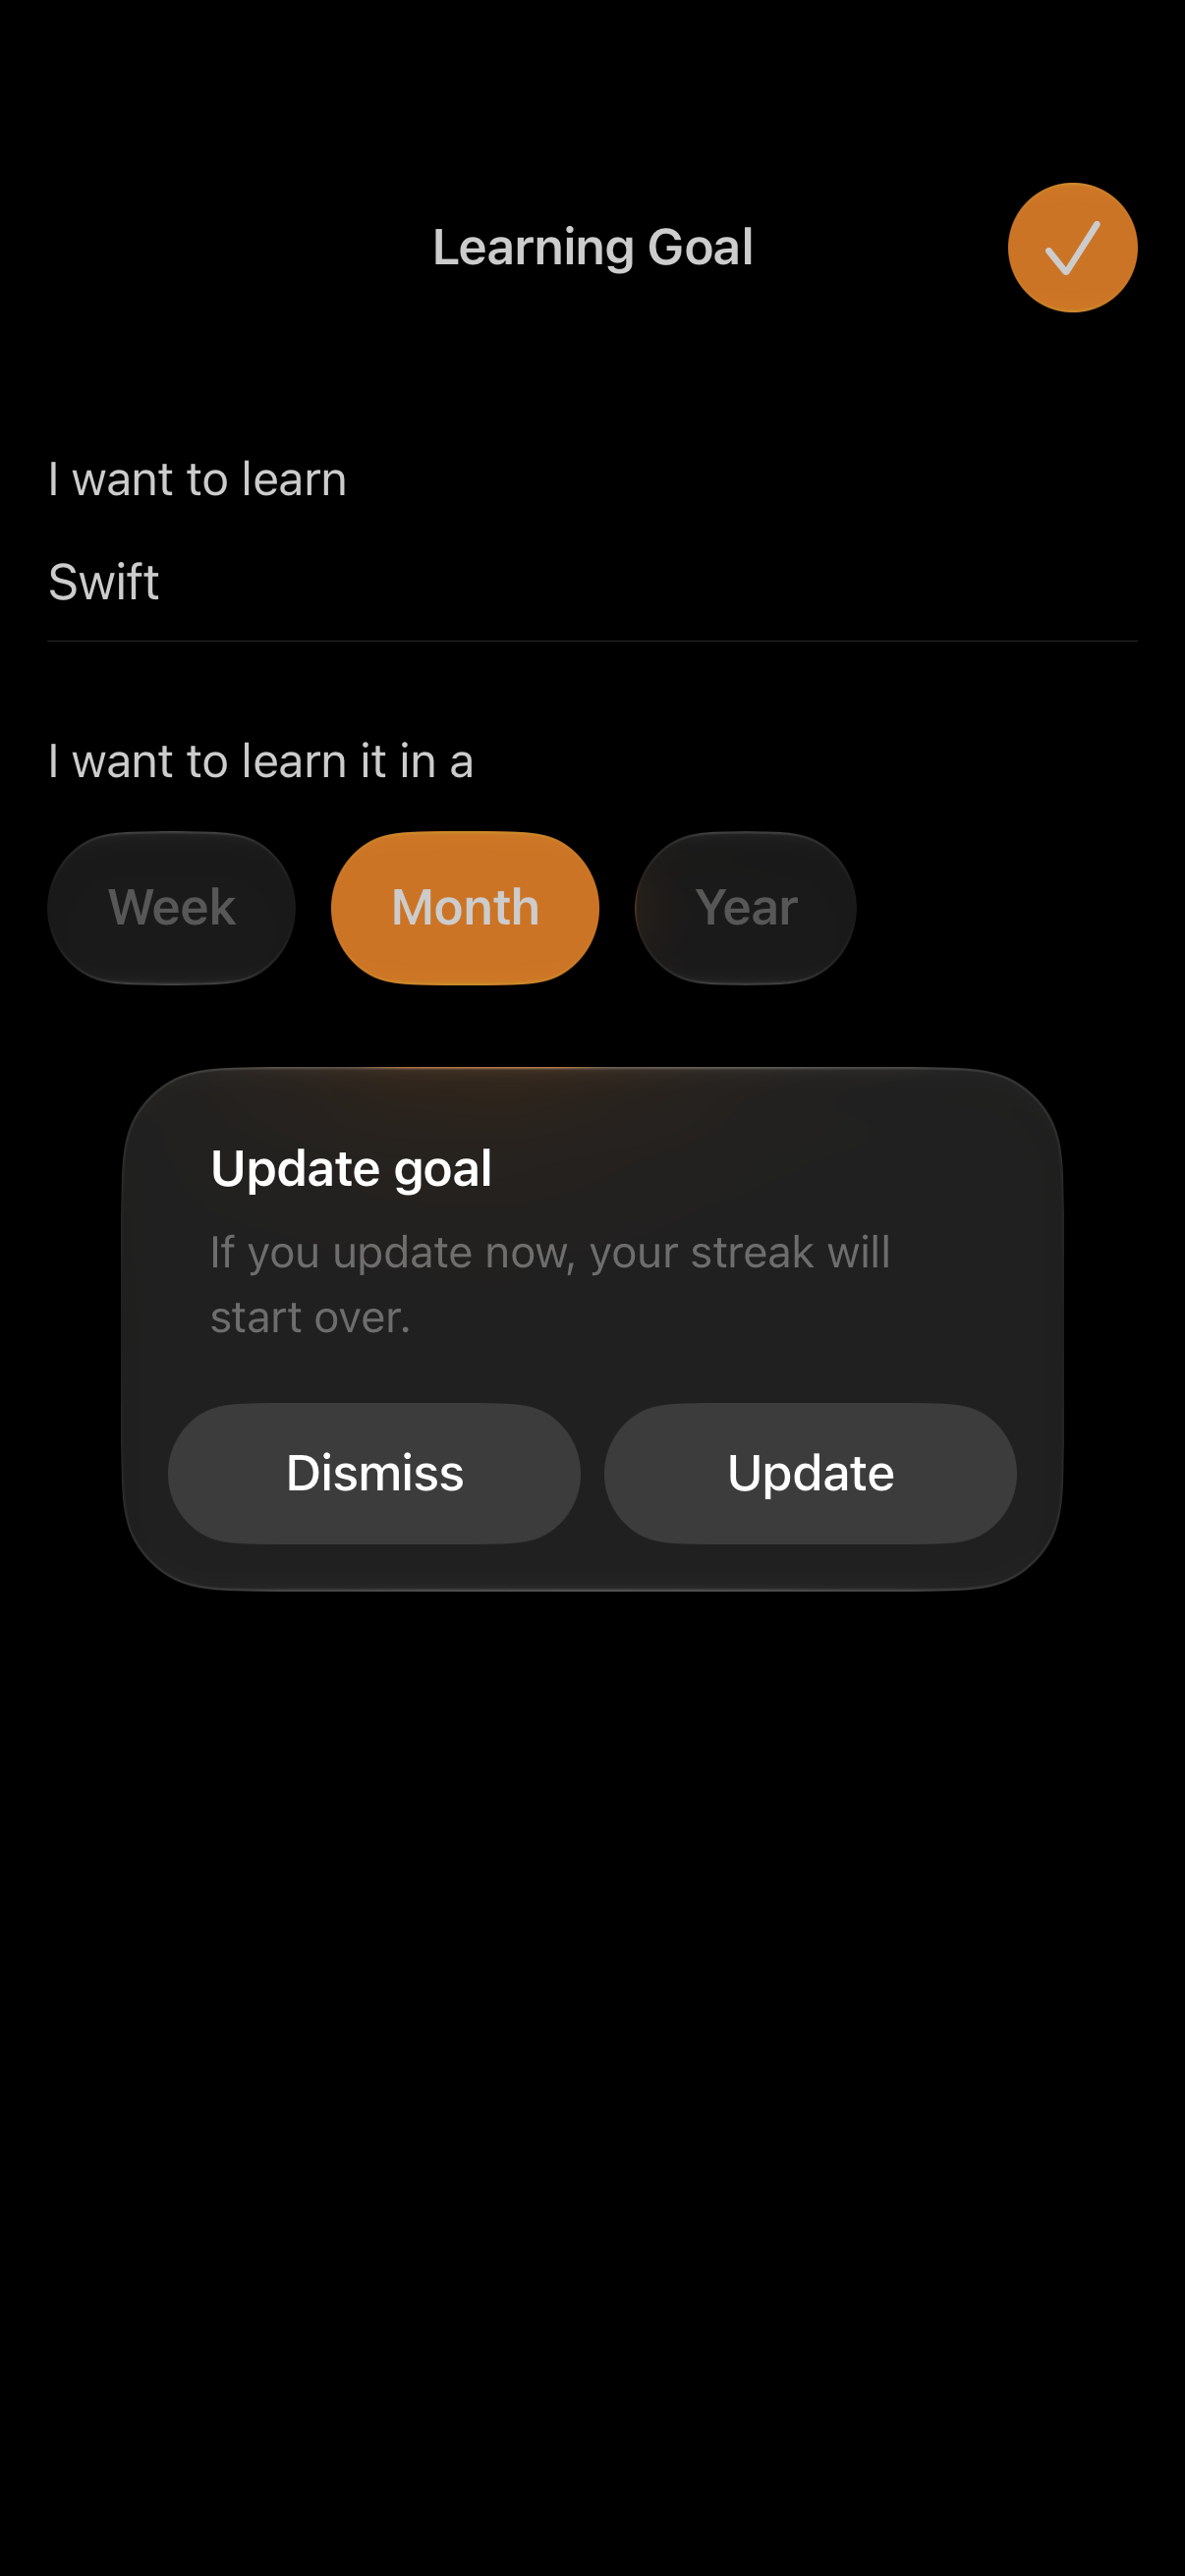 Learning Goal
I want to learn
Swift
I want to learn it in a
Week Month Year
Update goal
If you update now, your streak will
start over.
Dismiss Update